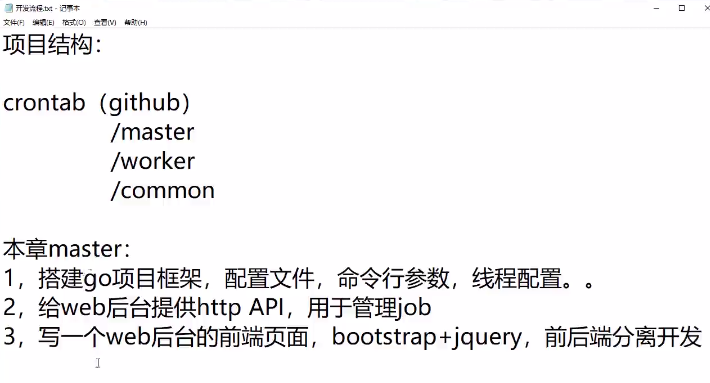 开发流程.txt - 记事本
文件(F) 编辑(E) 格式(O) 查看(V) 帮助(H)
项目结构：
crontab（github）
/master
/worker
/common
本章master：
1，搭建go项目框架，配置文件，命令行参数，线程配置。。
2，给web后台提供http API，用于管理job
3，写一个web后台的前端页面，bootstrap+jquery，前后端分离开发